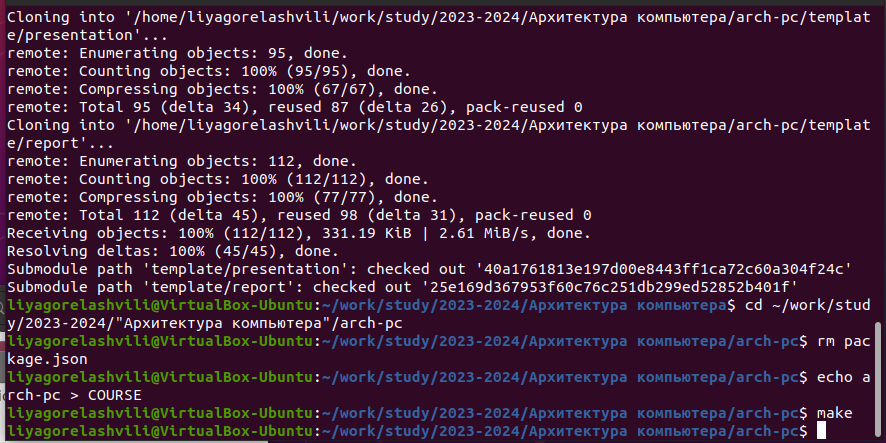 Cloning into '/home/liyagorelashvili/work/study/2023-2024/Архитектура компьютера/arch-pc/templat
e/presentation'...
remote: Enumerating objects: 95, done.
remote: Counting objects: 100% (95/95), done.
remote: Compressing objects: 100% (67/67), done.
remote: Total 95 (delta 34), reused 87 (delta 26), pack-reused 0
Cloning into '/home/liyagorelashvili/work/study/2023-2024/Архитектура компьютера/arch-pc/templat
e/report'...
remote: Enumerating objects: 112, done.
remote: Counting objects: 100% (112/112), done.
remote: Compressing objects: 100% (77/77), done.
remote: Total 112 (delta 45), reused 98 (delta 31), pack-reused 0
Receiving objects: 100% (112/112), 331.19 KiB | 2.61 MiB/s, done.
Resolving deltas: 100% (45/45), done.
Submodule path 'template/presentation': checked out '40a1761813e197d00e8443ff1ca72c60a304f24c'
Submodule path 'template/report': checked out '25e169d367953f60c76c251db299ed52852b401f'
liyagorelashvili@VirtualBox-Ubuntu:~/work/study/2023-2024/Архитектура компьютера$ cd ~/work/stud
y/2023-2024/"Архитектура компьютера"/arch-pc
liyagorelashvili@VirtualBox-Ubuntu:~/work/study/2023-2024/Архитектура компьютера/arch-pc$ rm pac
kage.json
liyagorelashvili@VirtualBox-Ubuntu:~/work/study/2023-2024/Архитектура компьютера/arch-pc$ echo a
rch-pc > COURSE
liyagorelashvili@VirtualBox-Ubuntu:~/work/study/2023-2024/Архитектура компьютера/arch-pc$ make
liyagorelashvili@VirtualBox-Ubuntu:~/work/study/2023-2024/Архитектура компьютера/arch-pc$